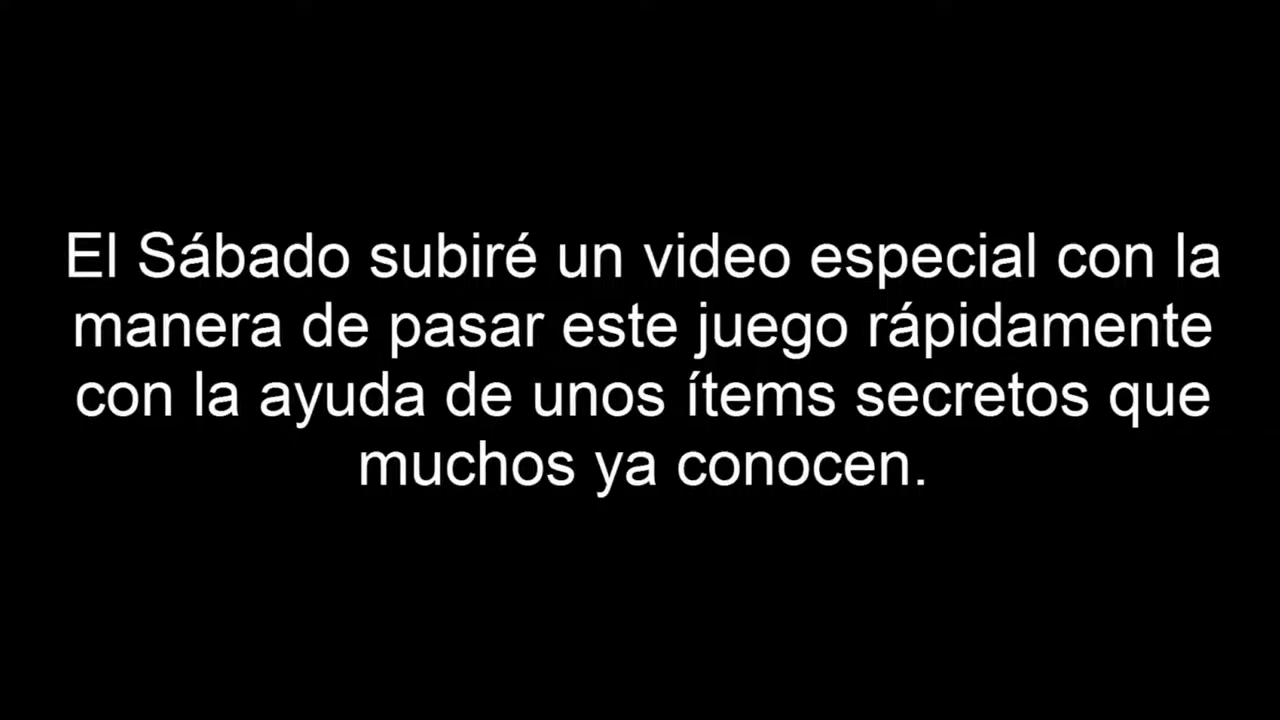 El Sábado subiré un video especial con la
manera de pasar este juego rápidamente
con la ayuda de unos ítems secretos que
muchos ya conocen.